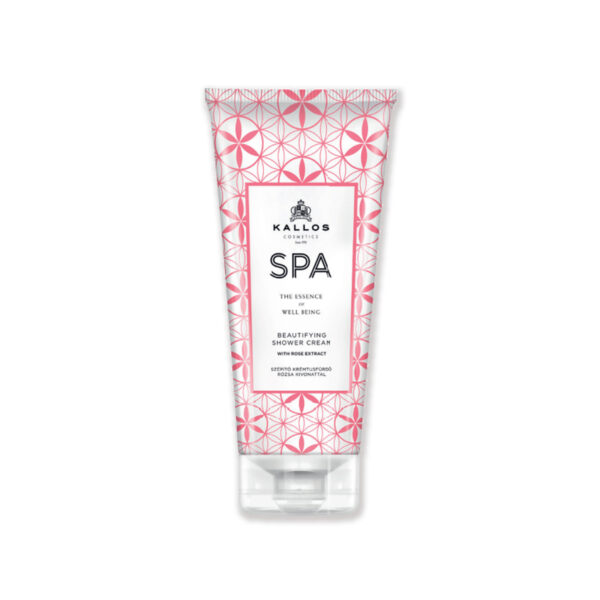 KALLOS
COSMETICS
SPA
THE ESSENCE
OF
WELL BEING
BEAUTIFYING
SHOWER CREAM
WITH ROSE EXTRACT
SZÉPÍTŐ KRÉMTUSFÜRDŐ
RÓZSA KIVONATTAL